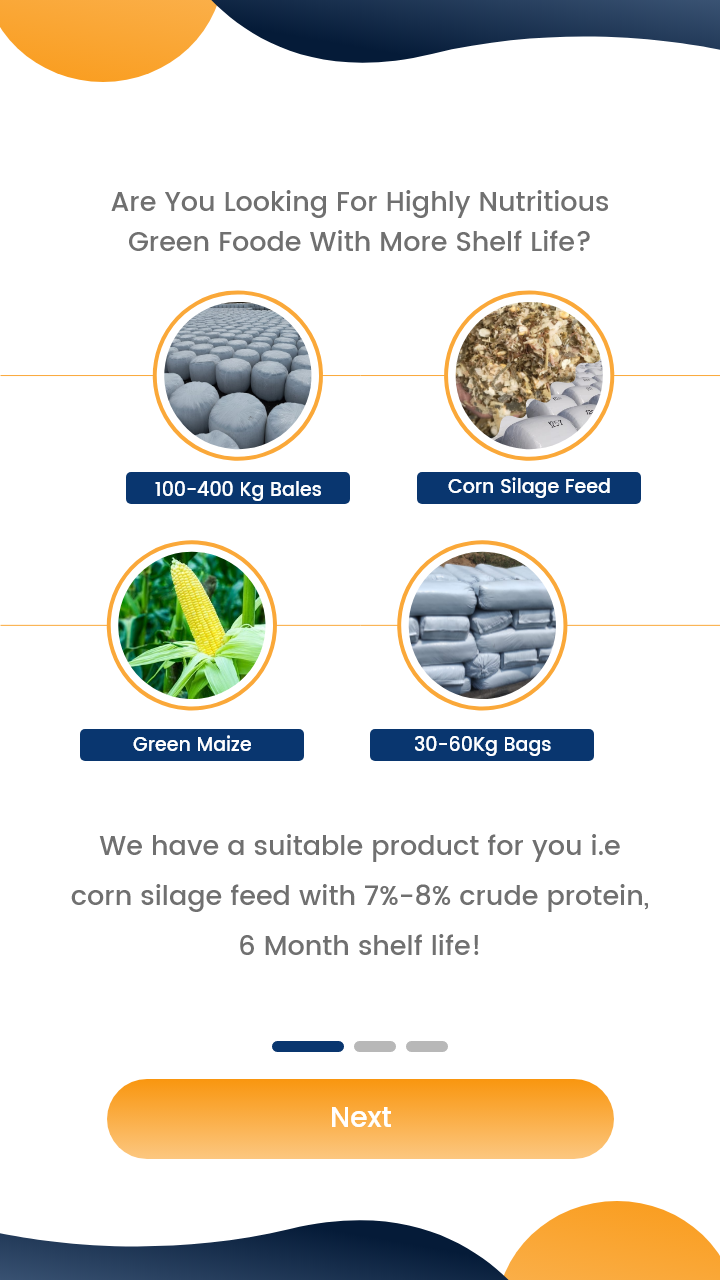 Are You Looking For Highly Nutritious
Green Foode With More Shelf Life?
100-400 Kg Bales
Corn Silage Feed
Green Maize
30-60Kg Bags
We have a suitable product for you i.e
corn silage feed with 7%-8% crude protein,
6 Month shelf life!
Next